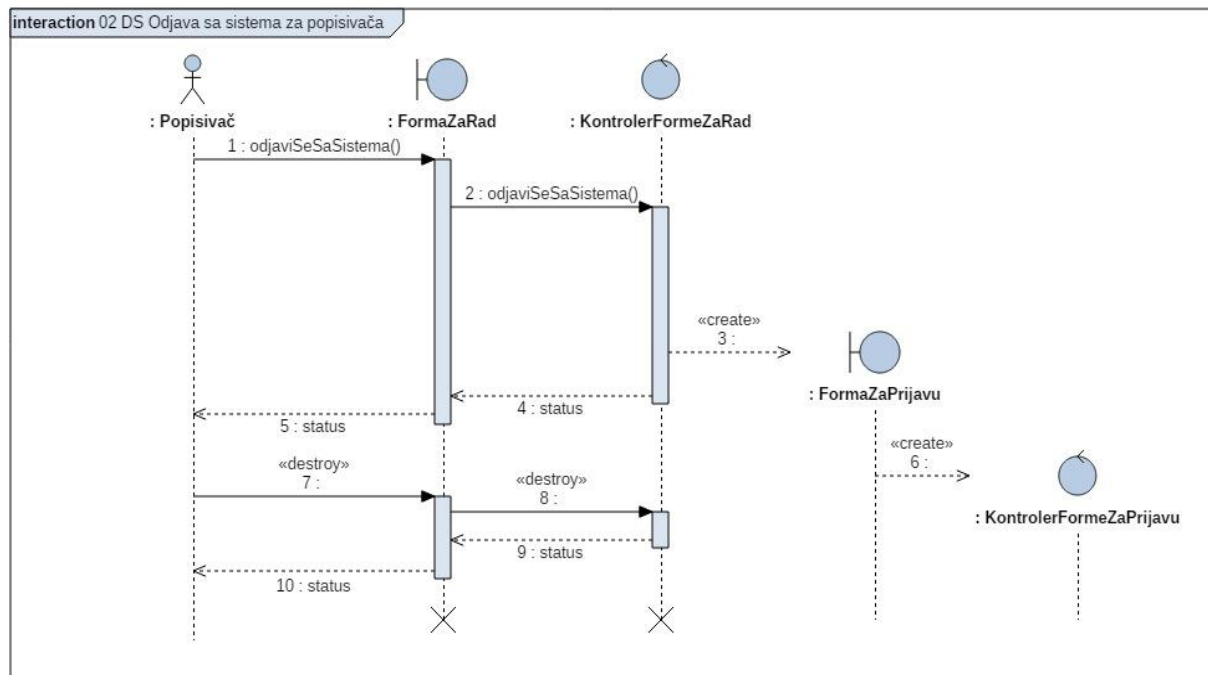 interaction 02 DS Odjava sa sistema za popisivača
: Popisivač
: FormaZaRad
: KontrolerFormeZaRad
1 : odjaviSeSaSistema()
2 : odjaviSeSaSistema()
«create»
3 :
: FormaZaPrijavu
4 : status
5 : status
«create»
6 :
: KontrolerFormeZaPrijavu
«destroy»
7 :
«destroy»
8 :
9 : status
10 : status